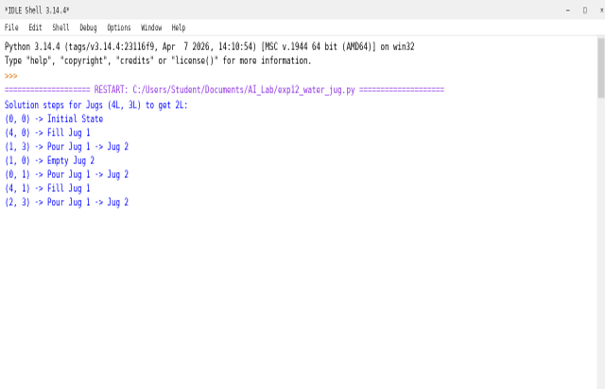 *IDLE Shell 3.14.4*
File Edit Shell Debug Options Window Help
Python 3.14.4 (tags/v3.14.4:23116f9, Apr 7 2026, 14:10:54) [MSC v.1944 64 bit (AMD64)] on win32
Type "help", "copyright", "credits" or "license()" for more information.
>>>
==================== RESTART: C:/Users/Student/Documents/AI_Lab/exp12_water_jug.py ====================
Solution steps for Jugs (4L, 3L) to get 2L:
(0, 0) -> Initial State
(4, 0) -> Fill Jug 1
(1, 3) -> Pour Jug 1 -> Jug 2
(1, 0) -> Empty Jug 2
(0, 1) -> Pour Jug 1 -> Jug 2
(4, 1) -> Fill Jug 1
(2, 3) -> Pour Jug 1 -> Jug 2